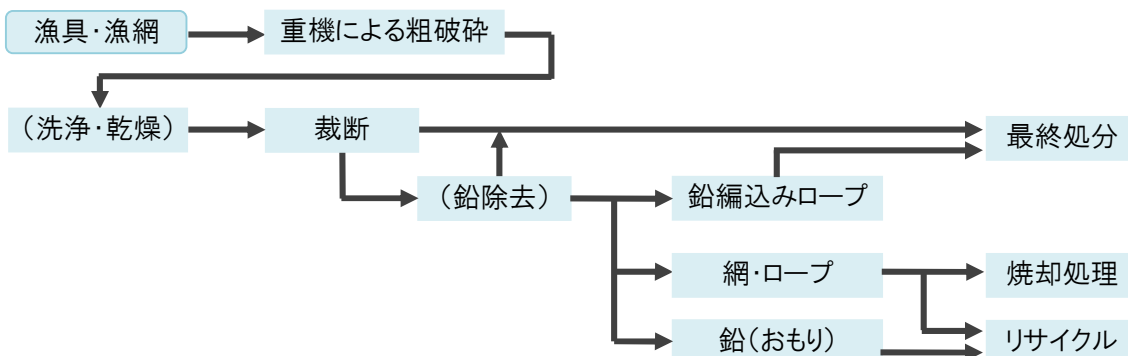 漁具･漁網
重機による粗破砕
（洗浄･乾燥）
裁断
最終処分
（鉛除去）
鉛編込みロープ
網･ロープ
焼却処理
鉛（おもり）
リサイクル